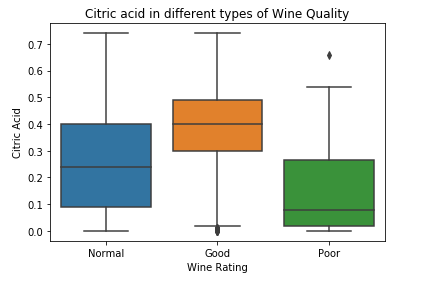 Citric acid in different types of Wine Quality
0.7
0.6
0.5
0.4
0.3
0.2
0.1
0.0
Citric Acid
Normal Good Poor
Wine Rating